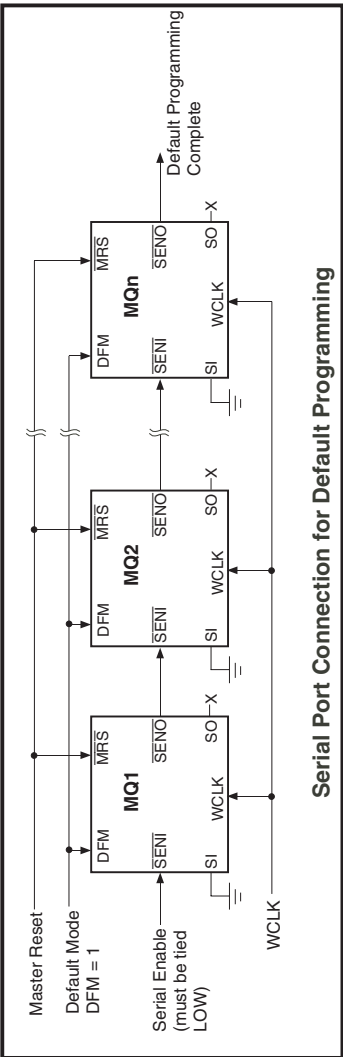 Master Reset
Default Mode
DFM = 1
DFM
MRS
MQ1
SENI
SENO
SI
WCLK
SO
X
DFM
MRS
MQ2
SENI
SENO
SI
WCLK
SO
X
DFM
MRS
MQn
SENI
SENO
SI
WCLK
SO
X
Serial Enable
(must be tied
LOW)
Default Programming
Complete
WCLK
Serial Port Connection for Default Programming